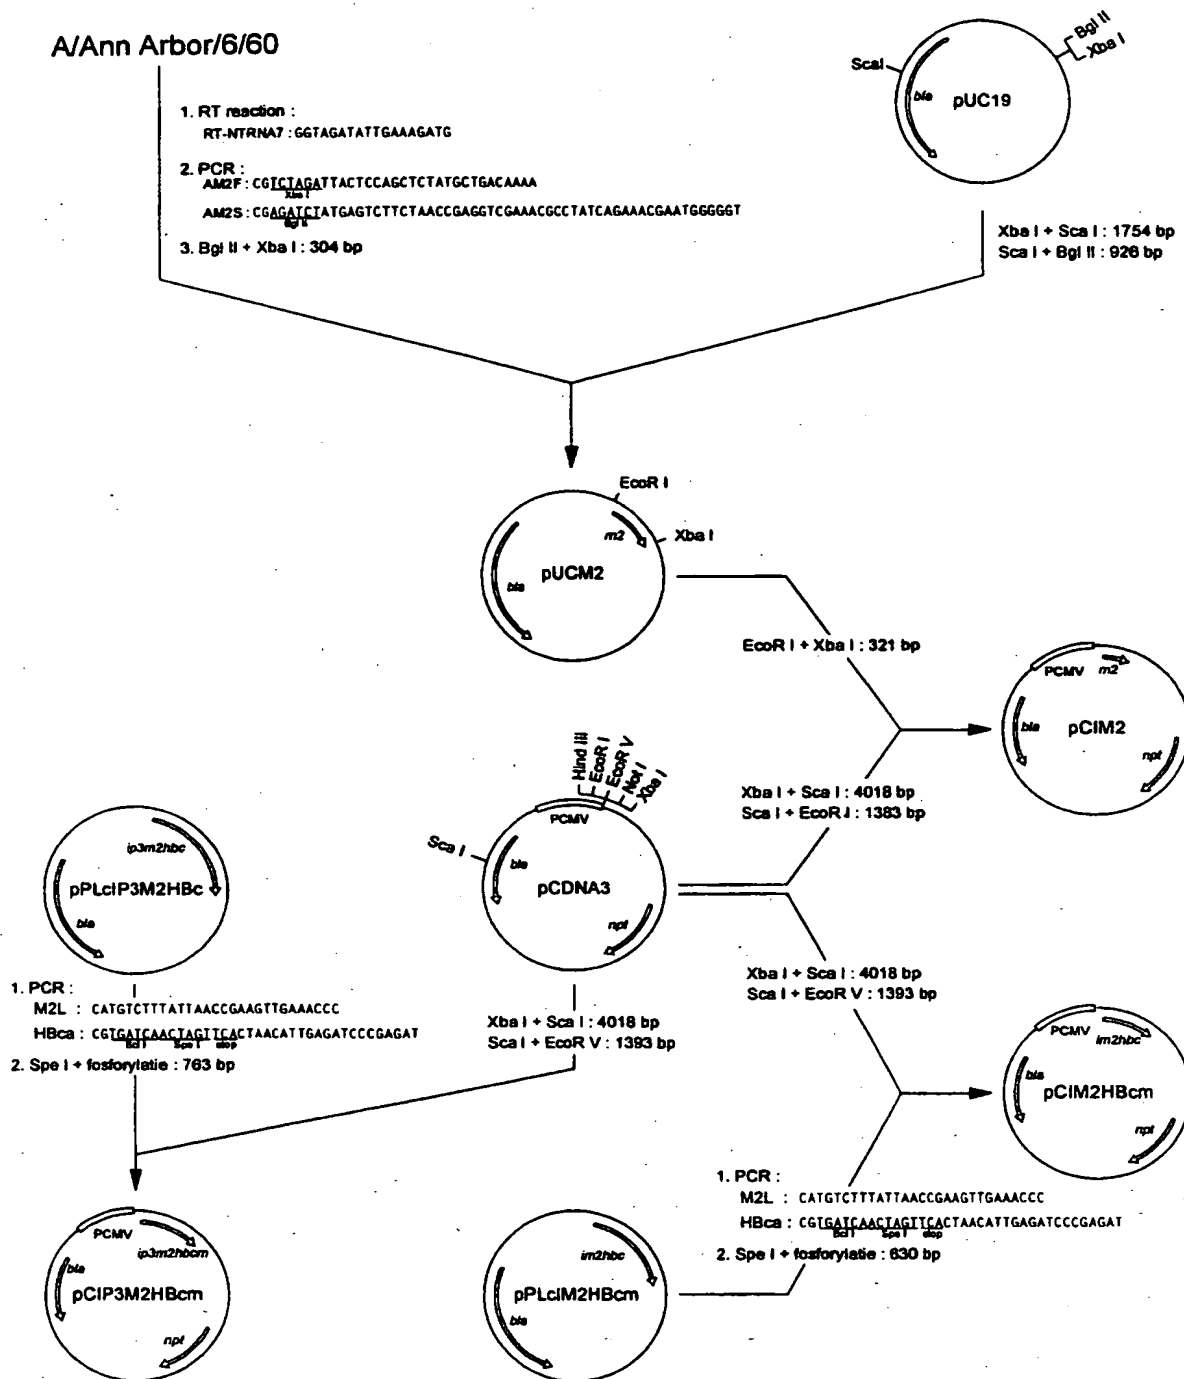 A/Ann Arbor/6/60
1. RT reaction :
RT-NTRNA7 : GGTAGATATTGAAAGATG
2. PCR :
AM2F : CGTCTAGATTACTCCAGCTCTATGCTGACAAAA
Xba I
AM2S : CGAGATCTATGAGTCTTCTAACCGAGGTCGAAACGCCTATCAGAAACGAATGGGGGT
Bgl II
3. Bgl II + Xba I : 304 bp
Bgl II
Xba I
ScaI
bla
pUC19
Xba I + Sca I : 1754 bp
Sca I + Bgl II : 926 bp
EcoR I
m2
Xba I
bla
pUCM2
EcoR I + Xba I : 321 bp
PCMV
m2
bla
pCIM2
npt
Hind III
EcoR I
EcoR V
Not I
Xba I
PCMV
Sca I
bla
pCDNA3
npt
Xba I + Sca I : 4018 bp
Sca I + EcoR I : 1383 bp
ip3m2hbc
pPLcIP3M2HBc
bla
1. PCR :
M2L : CATGTCTTTATTAACCGAAGTTGAAACCC
HBca : CGTGATCAACTAGTTCACTAACATTGAGATCCCGAGAT
Bcl I Spe I stop
2. Spe I + fosforylatie : 763 bp
Xba I + Sca I : 4018 bp
Sca I + EcoR V : 1393 bp
Xba I + Sca I : 4018 bp
Sca I + EcoR V : 1393 bp
PCMV
im2hbc
bla
pCIM2HBcm
npt
1. PCR :
M2L : CATGTCTTTATTAACCGAAGTTGAAACCC
HBca : CGTGATCAACTAGTTCACTAACATTGAGATCCCGAGAT
Bcl I Spe I stop
2. Spe I + fosforylatie : 630 bp
PCMV
ip3m2hbcm
bla
pCIP3M2HBcm
npt
im2hbc
pPLcIM2HBcm
bla